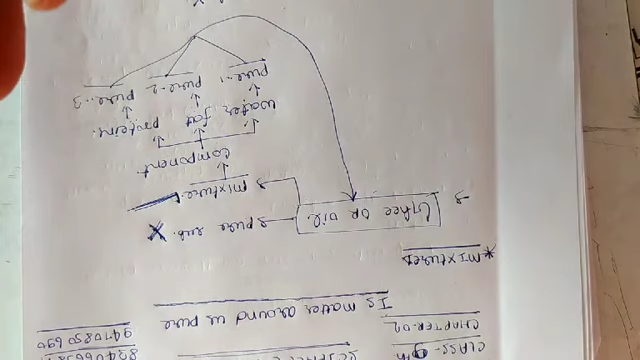 CLASS- 9th
CHAPTER-02
9470850690
Is matter around us pure
*MIXTURES
Ghee or oil.
pure sub.
mixture.
component
water, fat protein.
pure-1 pure-2 pure-3